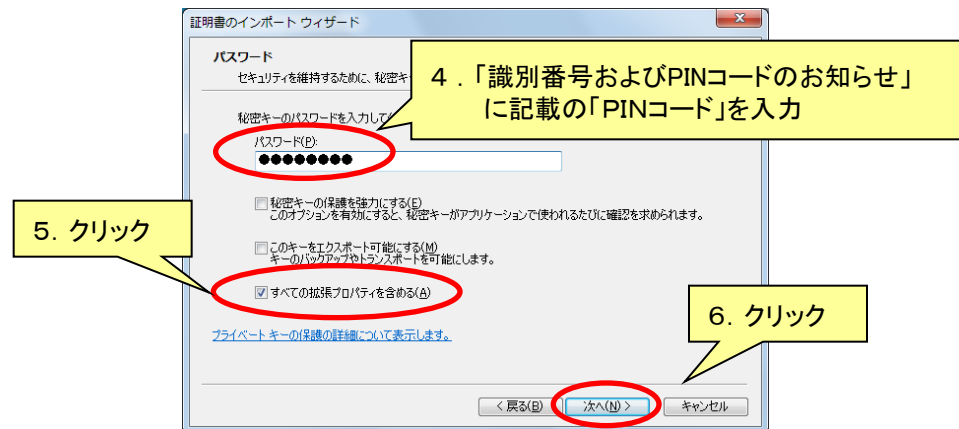 証明書のインポート ウィザード
パスワード
セキュリティを維持するために、秘密キ
４．「識別番号およびPINコードのお知らせ」
に記載の「PINコード」を入力
秘密キーのパスワードを入力して
パスワード(P):
●●●●●●●●
秘密キーの保護を強力にする(E)
このオプションを有効にすると、秘密キーがアプリケーションで使われるたびに確認を求められます。
５．クリック
このキーをエクスポート可能にする(M)
キーのバックアップやトランスポートを可能にします。
すべての拡張プロパティを含める(A)
６．クリック
プライベート キーの保護の詳細について表示します。
< 戻る(B)
次へ(N) >
キャンセル